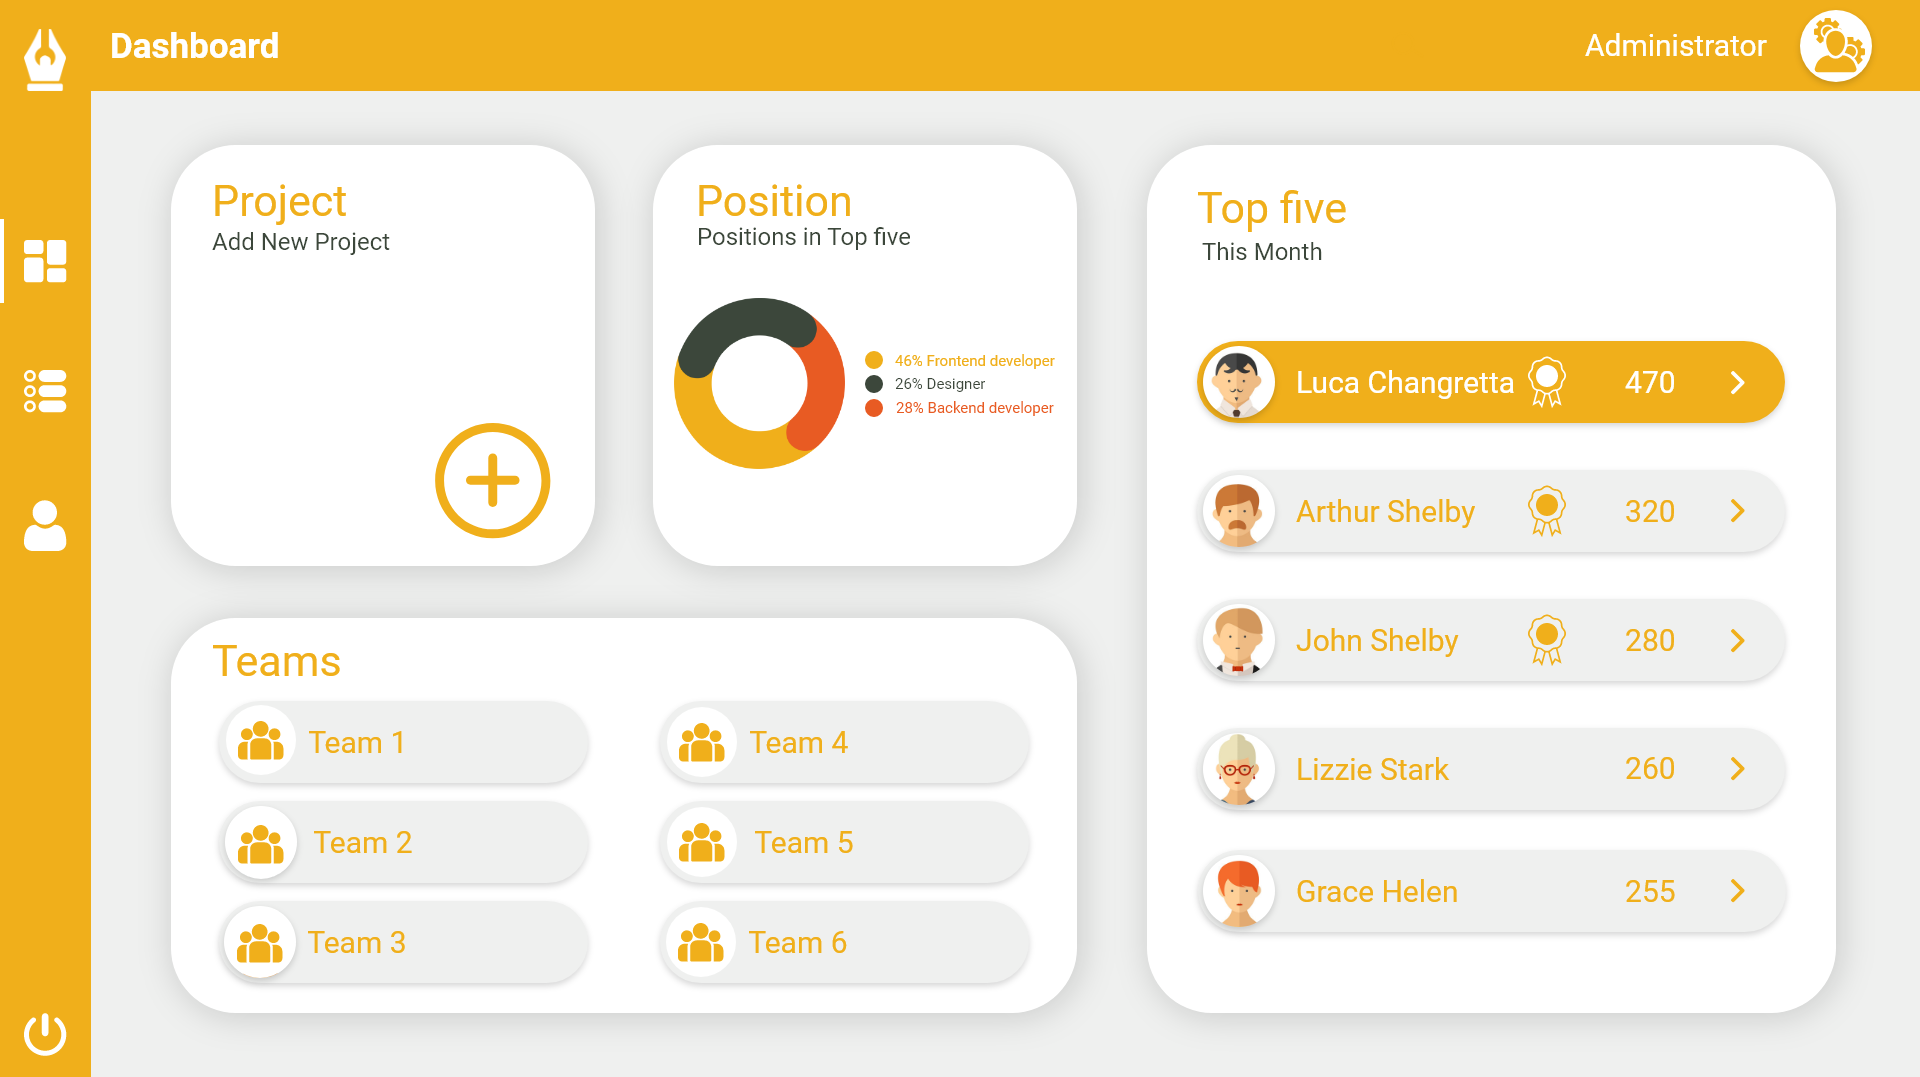 Dashboard
Administrator
Project
Add New Project
Position
Positions in Top five
46% Frontend developer
26% Designer
28% Backend developer
Top five
This Month
Luca Changretta 470
Arthur Shelby 320
John Shelby 280
Lizzie Stark 260
Grace Helen 255
Teams
Team 1
Team 2
Team 3
Team 4
Team 5
Team 6